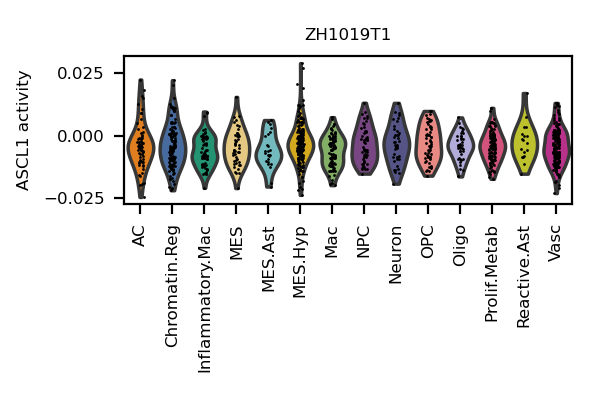 ZH1019T1
ASCL1 activity
0.025
0.000
−0.025
AC
Chromatin.Reg
Inflammatory.Mac
MES
MES.Ast
MES.Hyp
Mac
NPC
Neuron
OPC
Oligo
Prolif.Metab
Reactive.Ast
Vasc